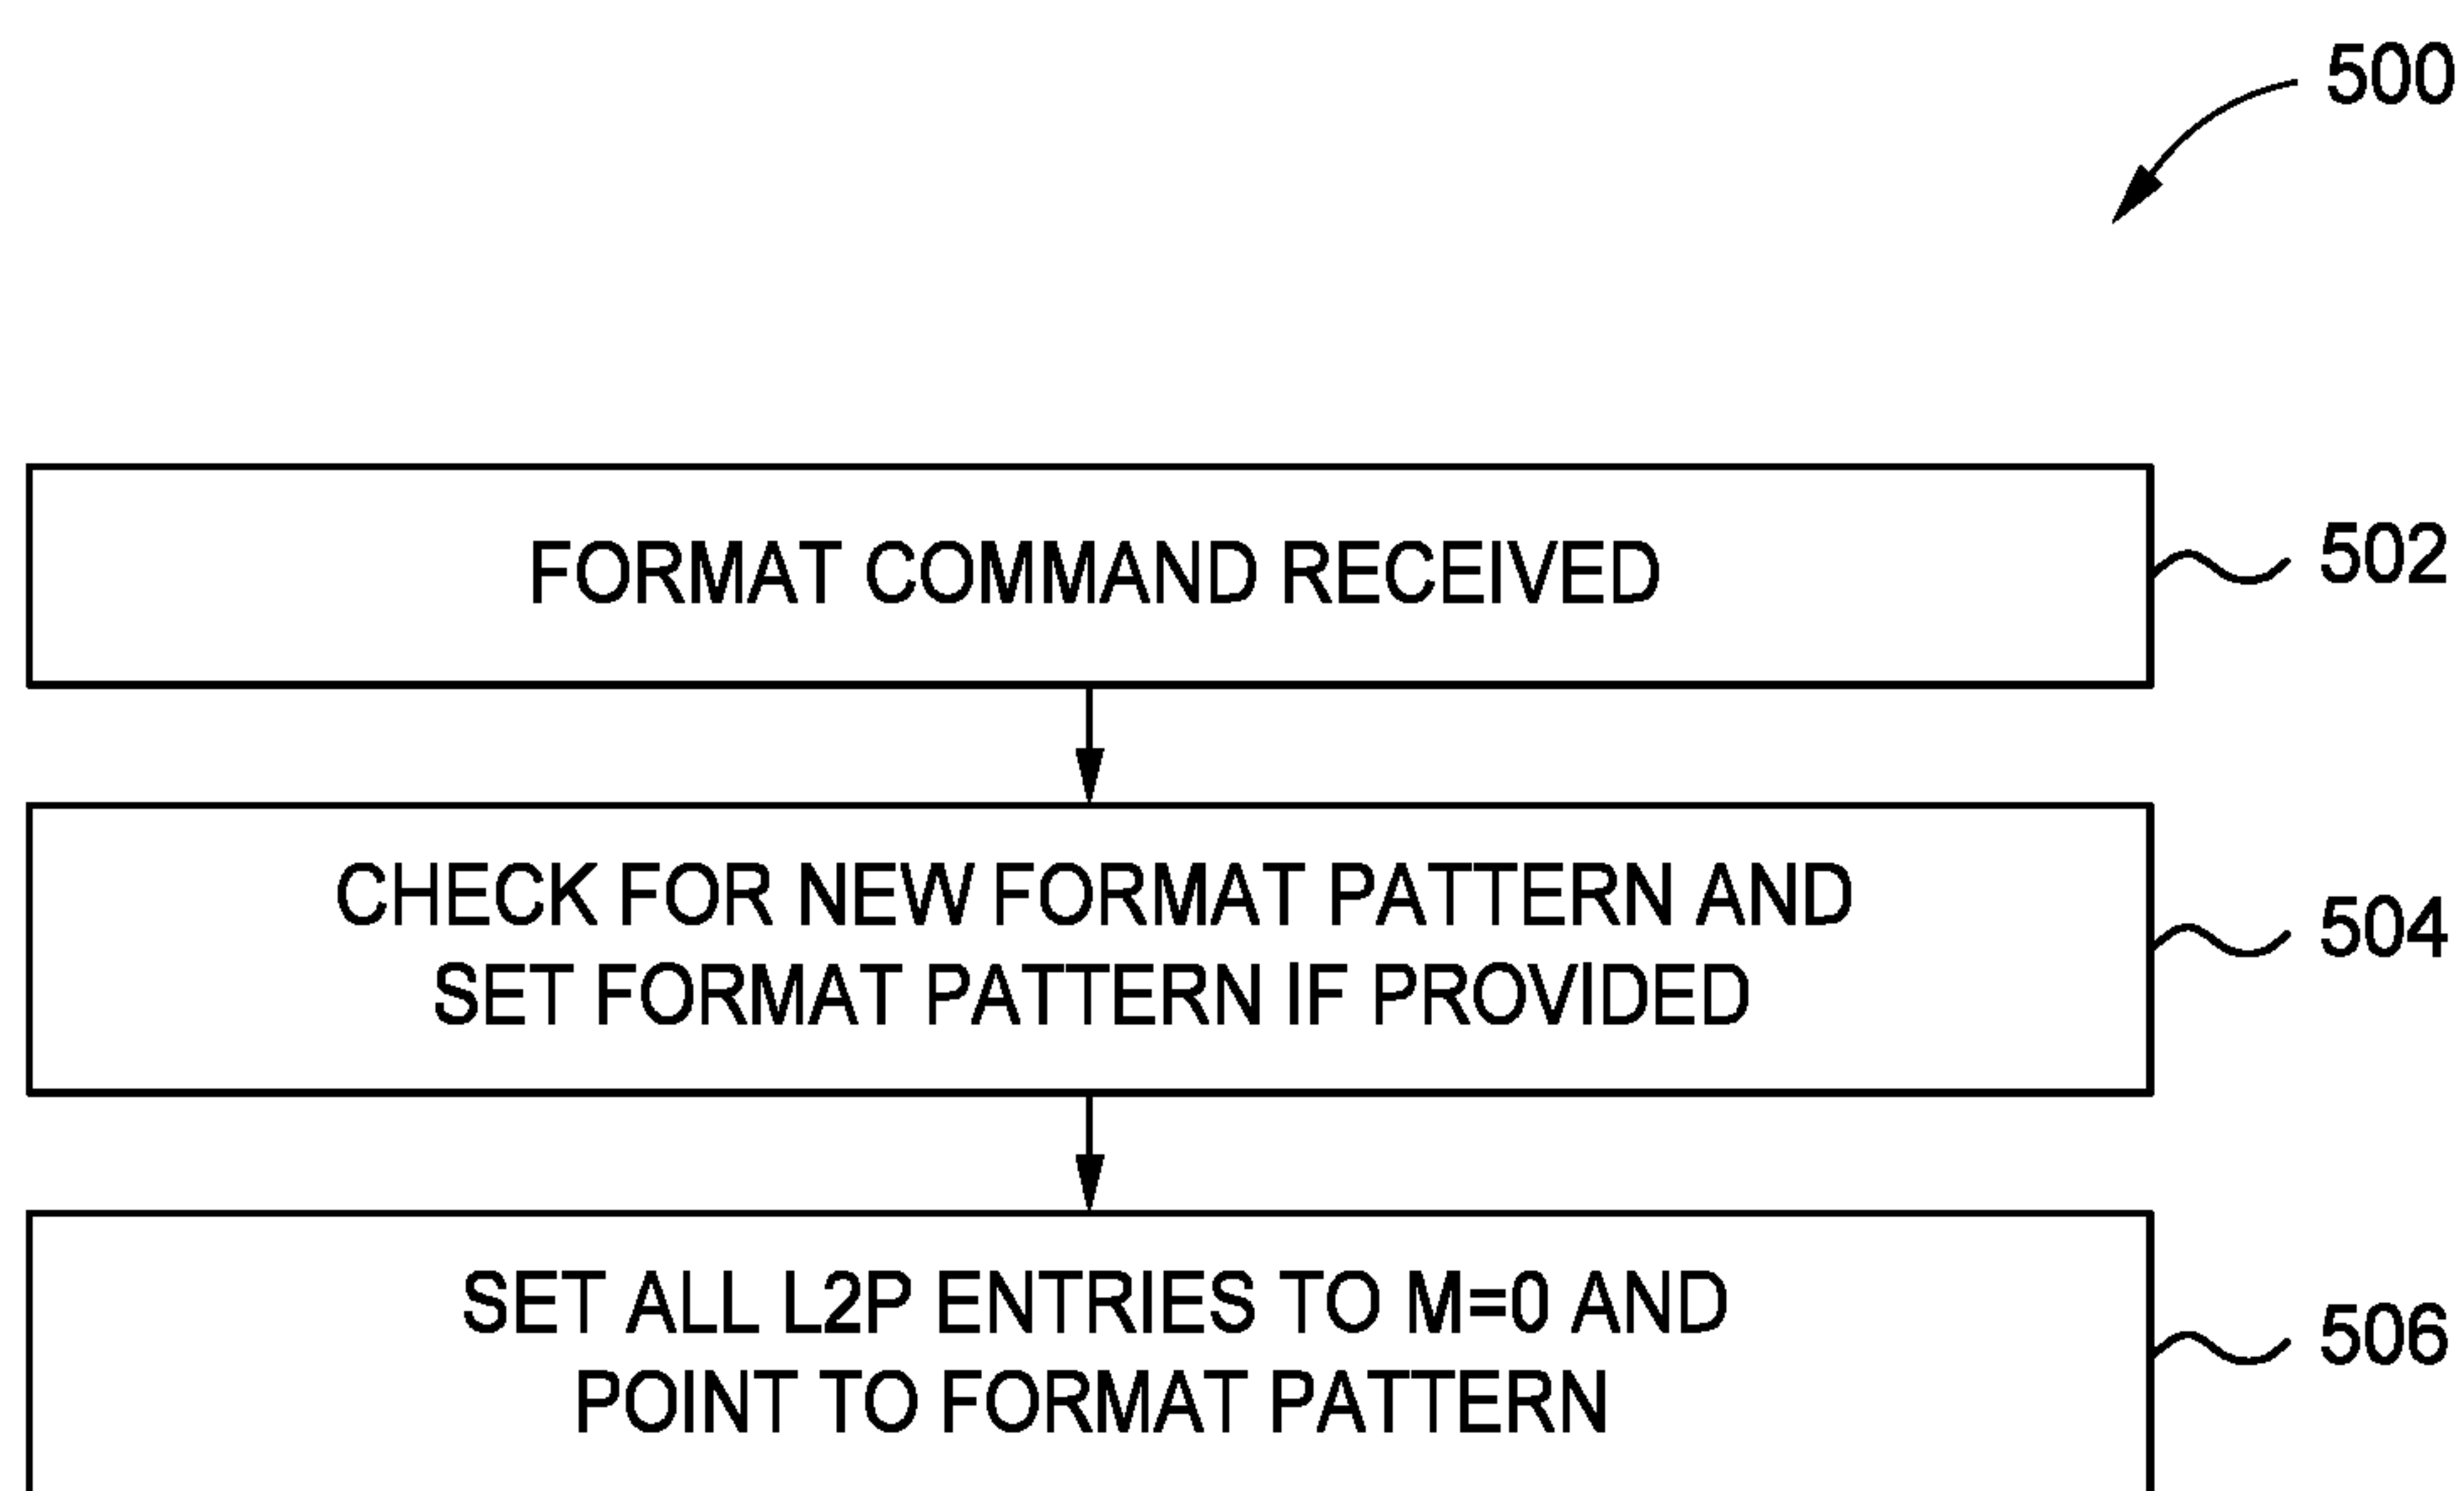 500
FORMAT COMMAND RECEIVED
502
CHECK FOR NEW FORMAT PATTERN AND
SET FORMAT PATTERN IF PROVIDED
504
SET ALL L2P ENTRIES TO M=0 AND
POINT TO FORMAT PATTERN
506